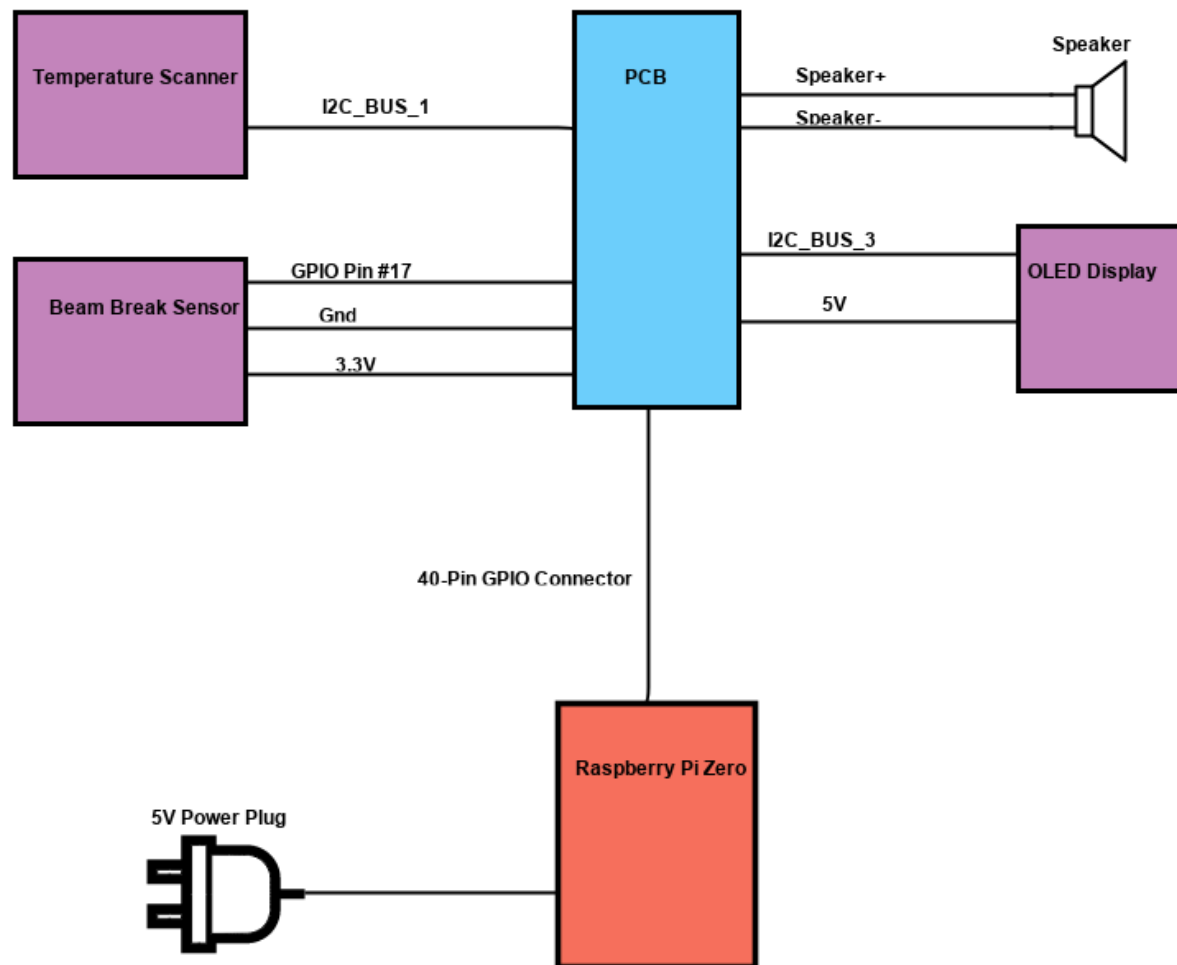 Speaker
Temperature Scanner
PCB
Speaker+
I2C_BUS_1
Speaker-
I2C_BUS_3
GPIO Pin #17
OLED Display
Beam Break Sensor
Gnd
5V
3.3V
40-Pin GPIO Connector
Raspberry Pi Zero
5V Power Plug